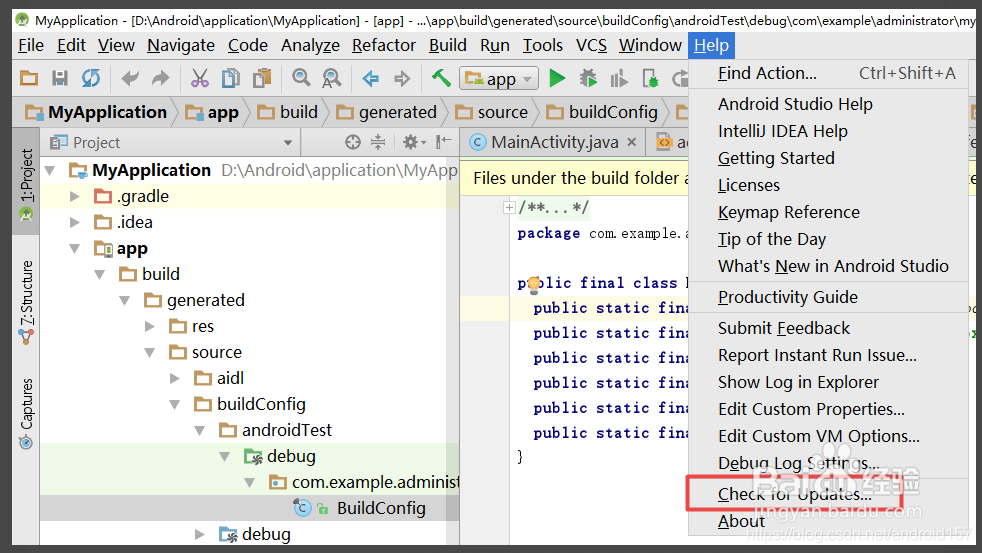 MyApplication - [D:\Android\application\MyApplication] - [app] - ...\app\build\generated\source\buildConfig\androidTest\debug\com\example\administrator\my
File Edit View Navigate Code Analyze Refactor Build Run Tools VCS Window Help
app
MyApplication app build generated source buildConfig
Project
MainActivity.java
1: Project
7: Structure
Captures
MyApplication D:\Android\application\MyApp
.gradle
.idea
app
build
generated
res
source
aidl
buildConfig
androidTest
debug
com.example.administ
BuildConfig
debug
Files under the build folder a
/**...*/
package com.example.a
public final class
public static fina
public static fina
public static fina
public static fina
public static fina
public static fina
}
Find Action... Ctrl+Shift+A
Android Studio Help
IntelliJ IDEA Help
Getting Started
Licenses
Keymap Reference
Tip of the Day
What's New in Android Studio
Productivity Guide
Submit Feedback
Report Instant Run Issue...
Show Log in Explorer
Edit Custom Properties...
Edit Custom VM Options...
Debug Log Settings...
Check for Updates...
About
Baidu 经验
jingyan.baidu.com
https://blog.csdn.net/android157